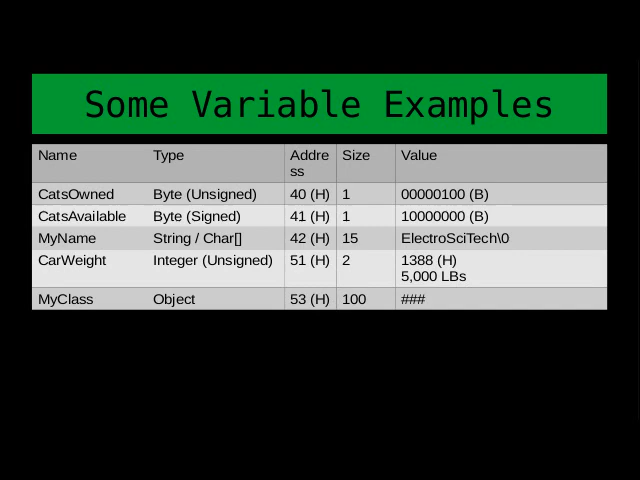 Some Variable Examples
Name Type Addre Size Value
ss
CatsOwned Byte (Unsigned) 40 (H) 1 00000100 (B)
CatsAvailable Byte (Signed) 41 (H) 1 10000000 (B)
MyName String / Char[] 42 (H) 15 ElectroSciTech\0
CarWeight Integer (Unsigned) 51 (H) 2 1388 (H)
5,000 LBs
MyClass Object 53 (H) 100 ###